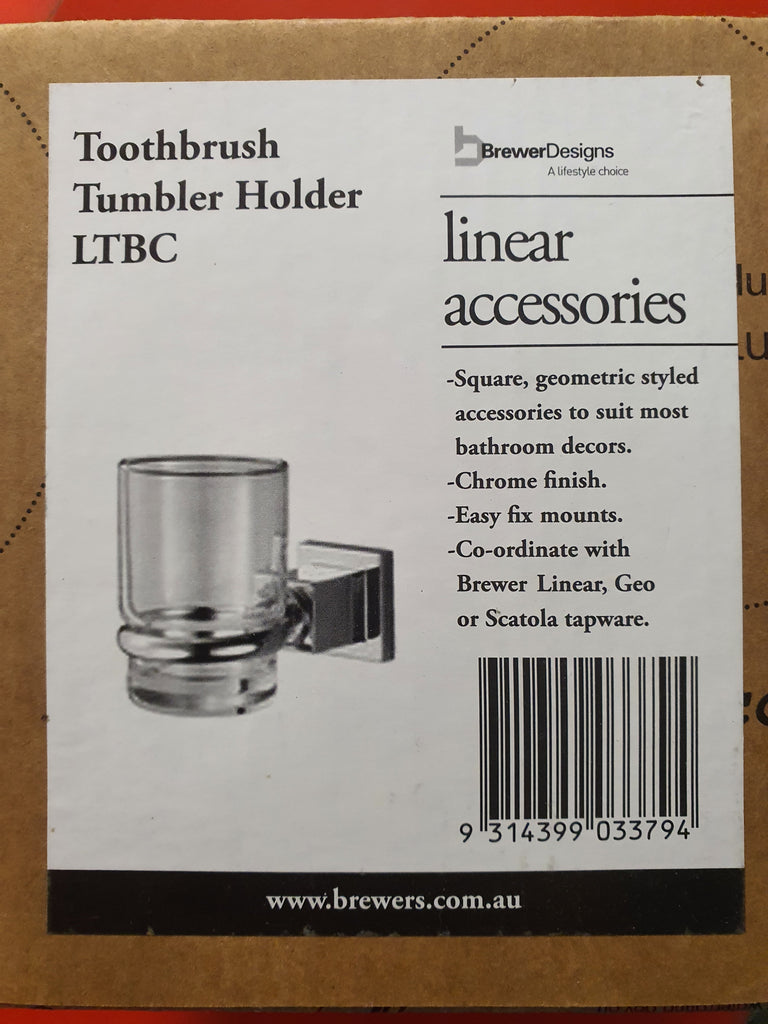 Toothbrush
Tumbler Holder
LTBC
BrewerDesigns
A lifestyle choice
linear
accessories
-Square, geometric styled
accessories to suit most
bathroom decors.
-Chrome finish.
-Easy fix mounts.
-Co-ordinate with
Brewer Linear, Geo
or Scatola tapware.
9 314399 033794
www.brewers.com.au